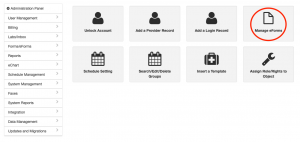 Administration Panel
User Management
Billing
Labs/Inbox
Forms/eForms
Reports
eChart
Schedule Management
System Management
Faxes
System Reports
Integration
Data Management
Updates and Migrations
Unlock Account
Add a Provider Record
Add a Login Record
Manage eForms
Schedule Setting
Search/Edit/Delete
Groups
Insert a Template
Assign Role/Rights to
Object